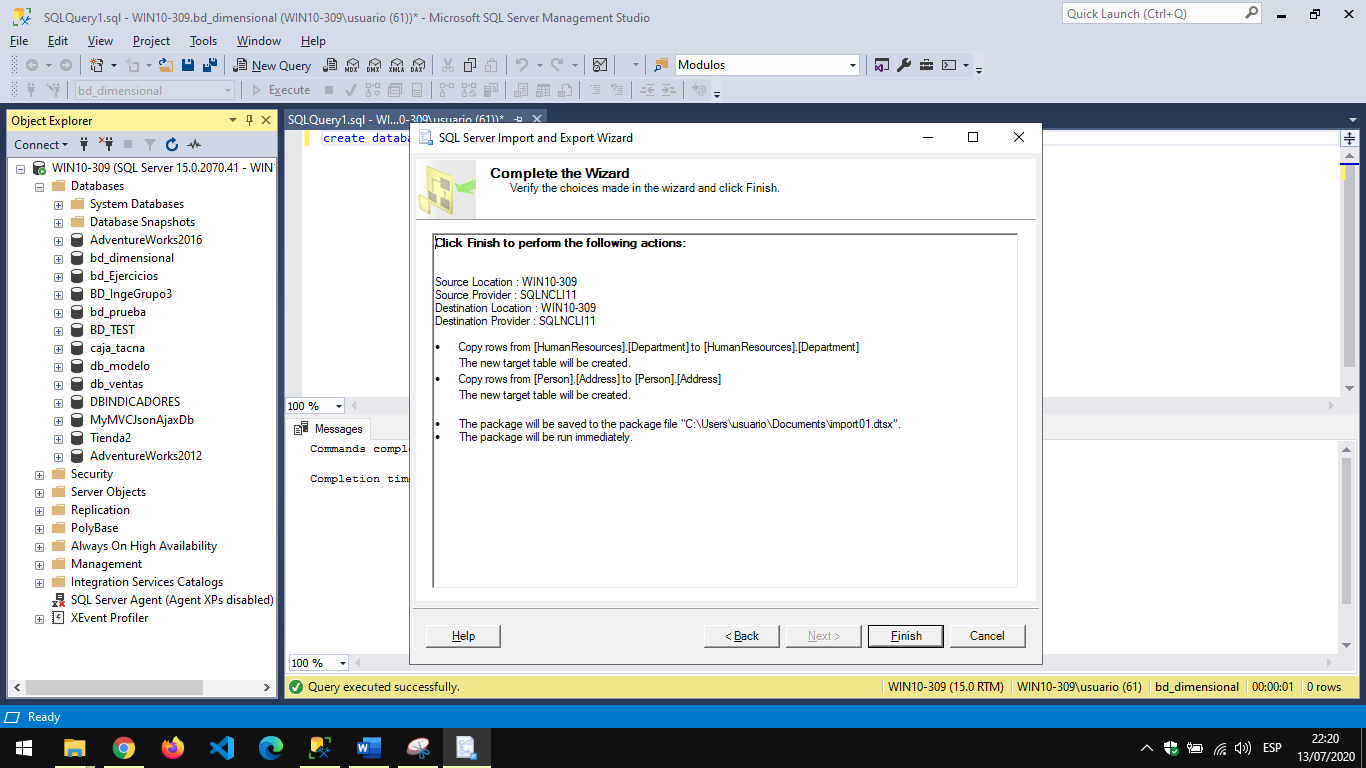 SQLQuery1.sql - WIN10-309.bd_dimensional (WIN10-309\usuario (61))* - Microsoft SQL Server Management Studio
Quick Launch (Ctrl+Q)
File Edit View Project Tools Window Help
New Query
MDX DMX XMLA DAX
Modulos
bd_dimensional
Execute
Object Explorer
Connect
WIN10-309 (SQL Server 15.0.2070.41 - WIN
Databases
System Databases
Database Snapshots
AdventureWorks2016
bd_dimensional
bd_Ejercicios
BD_IngeGrupo3
bd_prueba
BD_TEST
caja_tacna
db_modelo
db_ventas
DBINDICADORES
MyMVCJsonAjaxDb
Tienda2
AdventureWorks2012
Security
Server Objects
Replication
PolyBase
Always On High Availability
Management
Integration Services Catalogs
SQL Server Agent (Agent XPs disabled)
XEvent Profiler
SQLQuery1.sql - WI...0-309\usuario (61))*
create databa
100 %
Messages
Commands comple
Completion time
100 %
SQL Server Import and Export Wizard
Complete the Wizard
Verify the choices made in the wizard and click Finish.
Click Finish to perform the following actions:
Source Location : WIN10-309
Source Provider : SQLNCLI11
Destination Location : WIN10-309
Destination Provider : SQLNCLI11
• Copy rows from [HumanResources].[Department] to [HumanResources].[Department]
The new target table will be created.
• Copy rows from [Person].[Address] to [Person].[Address]
The new target table will be created.
• The package will be saved to the package file "C:\Users\usuario\Documents\import01.dtsx".
• The package will be run immediately.
Help
< Back
Next >
Finish
Cancel
Query executed successfully.
WIN10-309 (15.0 RTM) WIN10-309\usuario (61) bd_dimensional 00:00:01 0 rows
Ready
ESP
22:20
13/07/2020